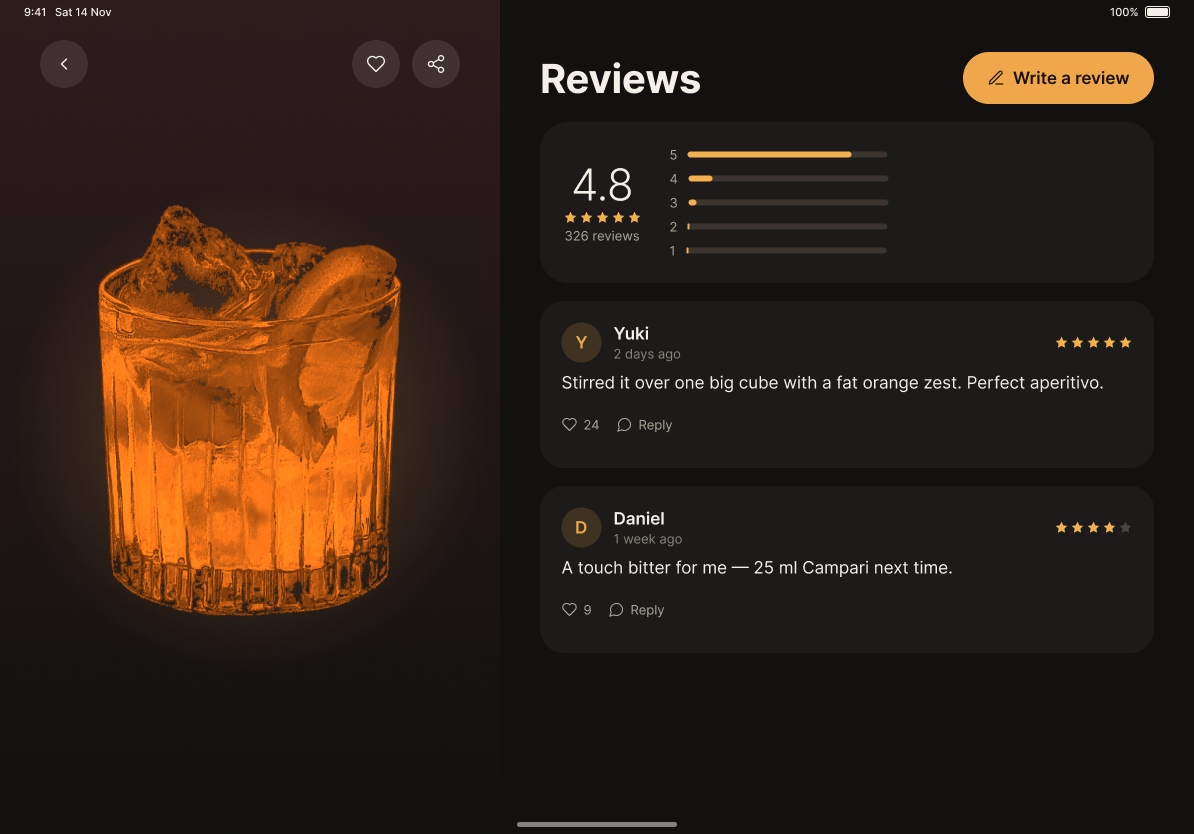 9:41 Sat 14 Nov
100%
Reviews
Write a review
4.8
326 reviews
5
4
3
2
1
Y
Yuki
2 days ago
Stirred it over one big cube with a fat orange zest. Perfect aperitivo.
24
Reply
D
Daniel
1 week ago
A touch bitter for me — 25 ml Campari next time.
9
Reply